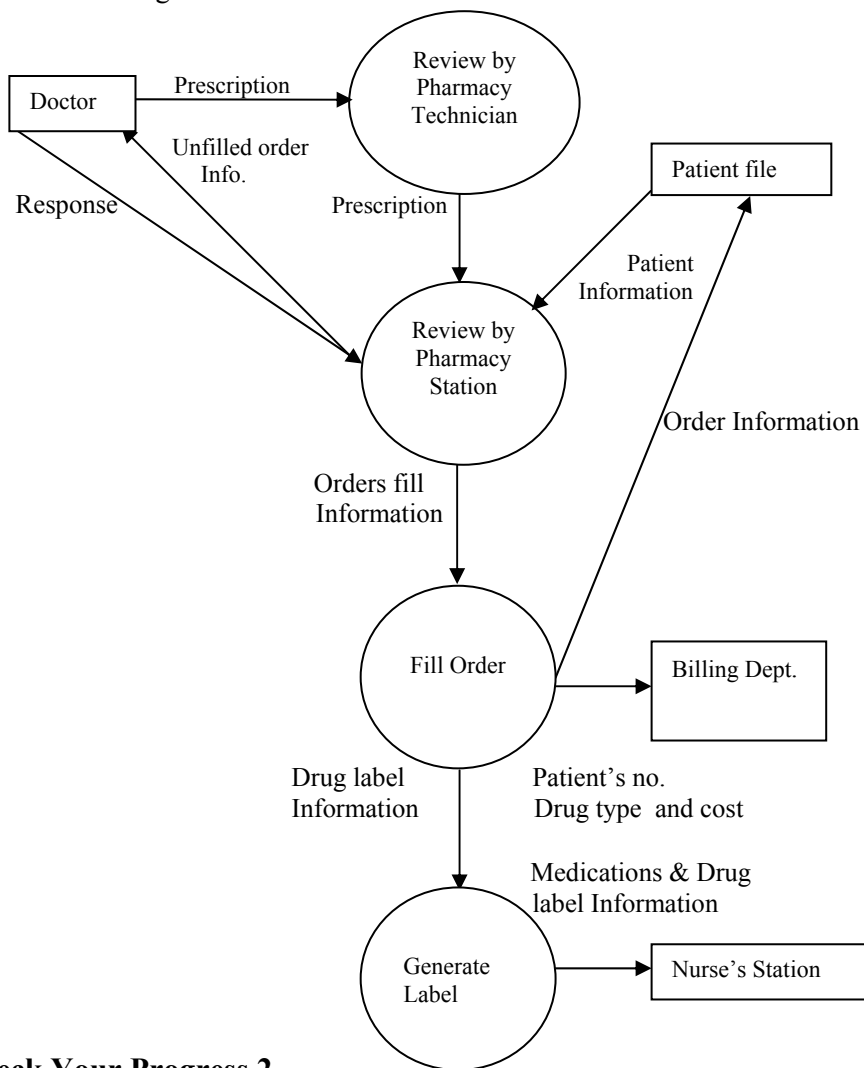 Review by
Pharmacy
Technician
Prescription
Doctor
Unfilled order
Info.
Patient file
Response
Prescription
Patient
Information
Review by
Pharmacy
Station
Order Information
Orders fill
Information
Fill Order
Billing Dept.
Drug label
Information
Patient’s no.
Drug type and cost
Medications & Drug
label Information
Generate
Label
Nurse’s Station
Your Progress 2